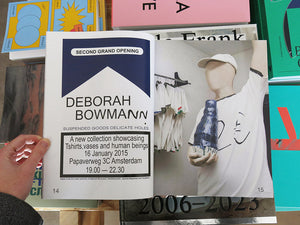 SECOND GRAND OPENING
DEBORAH
BOWMANN
SUSPENDED GOODS DELICATE HOLES
A new collection showcasing
Tshirts,vases and human beings
16 January 2015
Papaverweg 3C Amsterdam
19.00 — 22.30
14
15
Frank
2006–2023